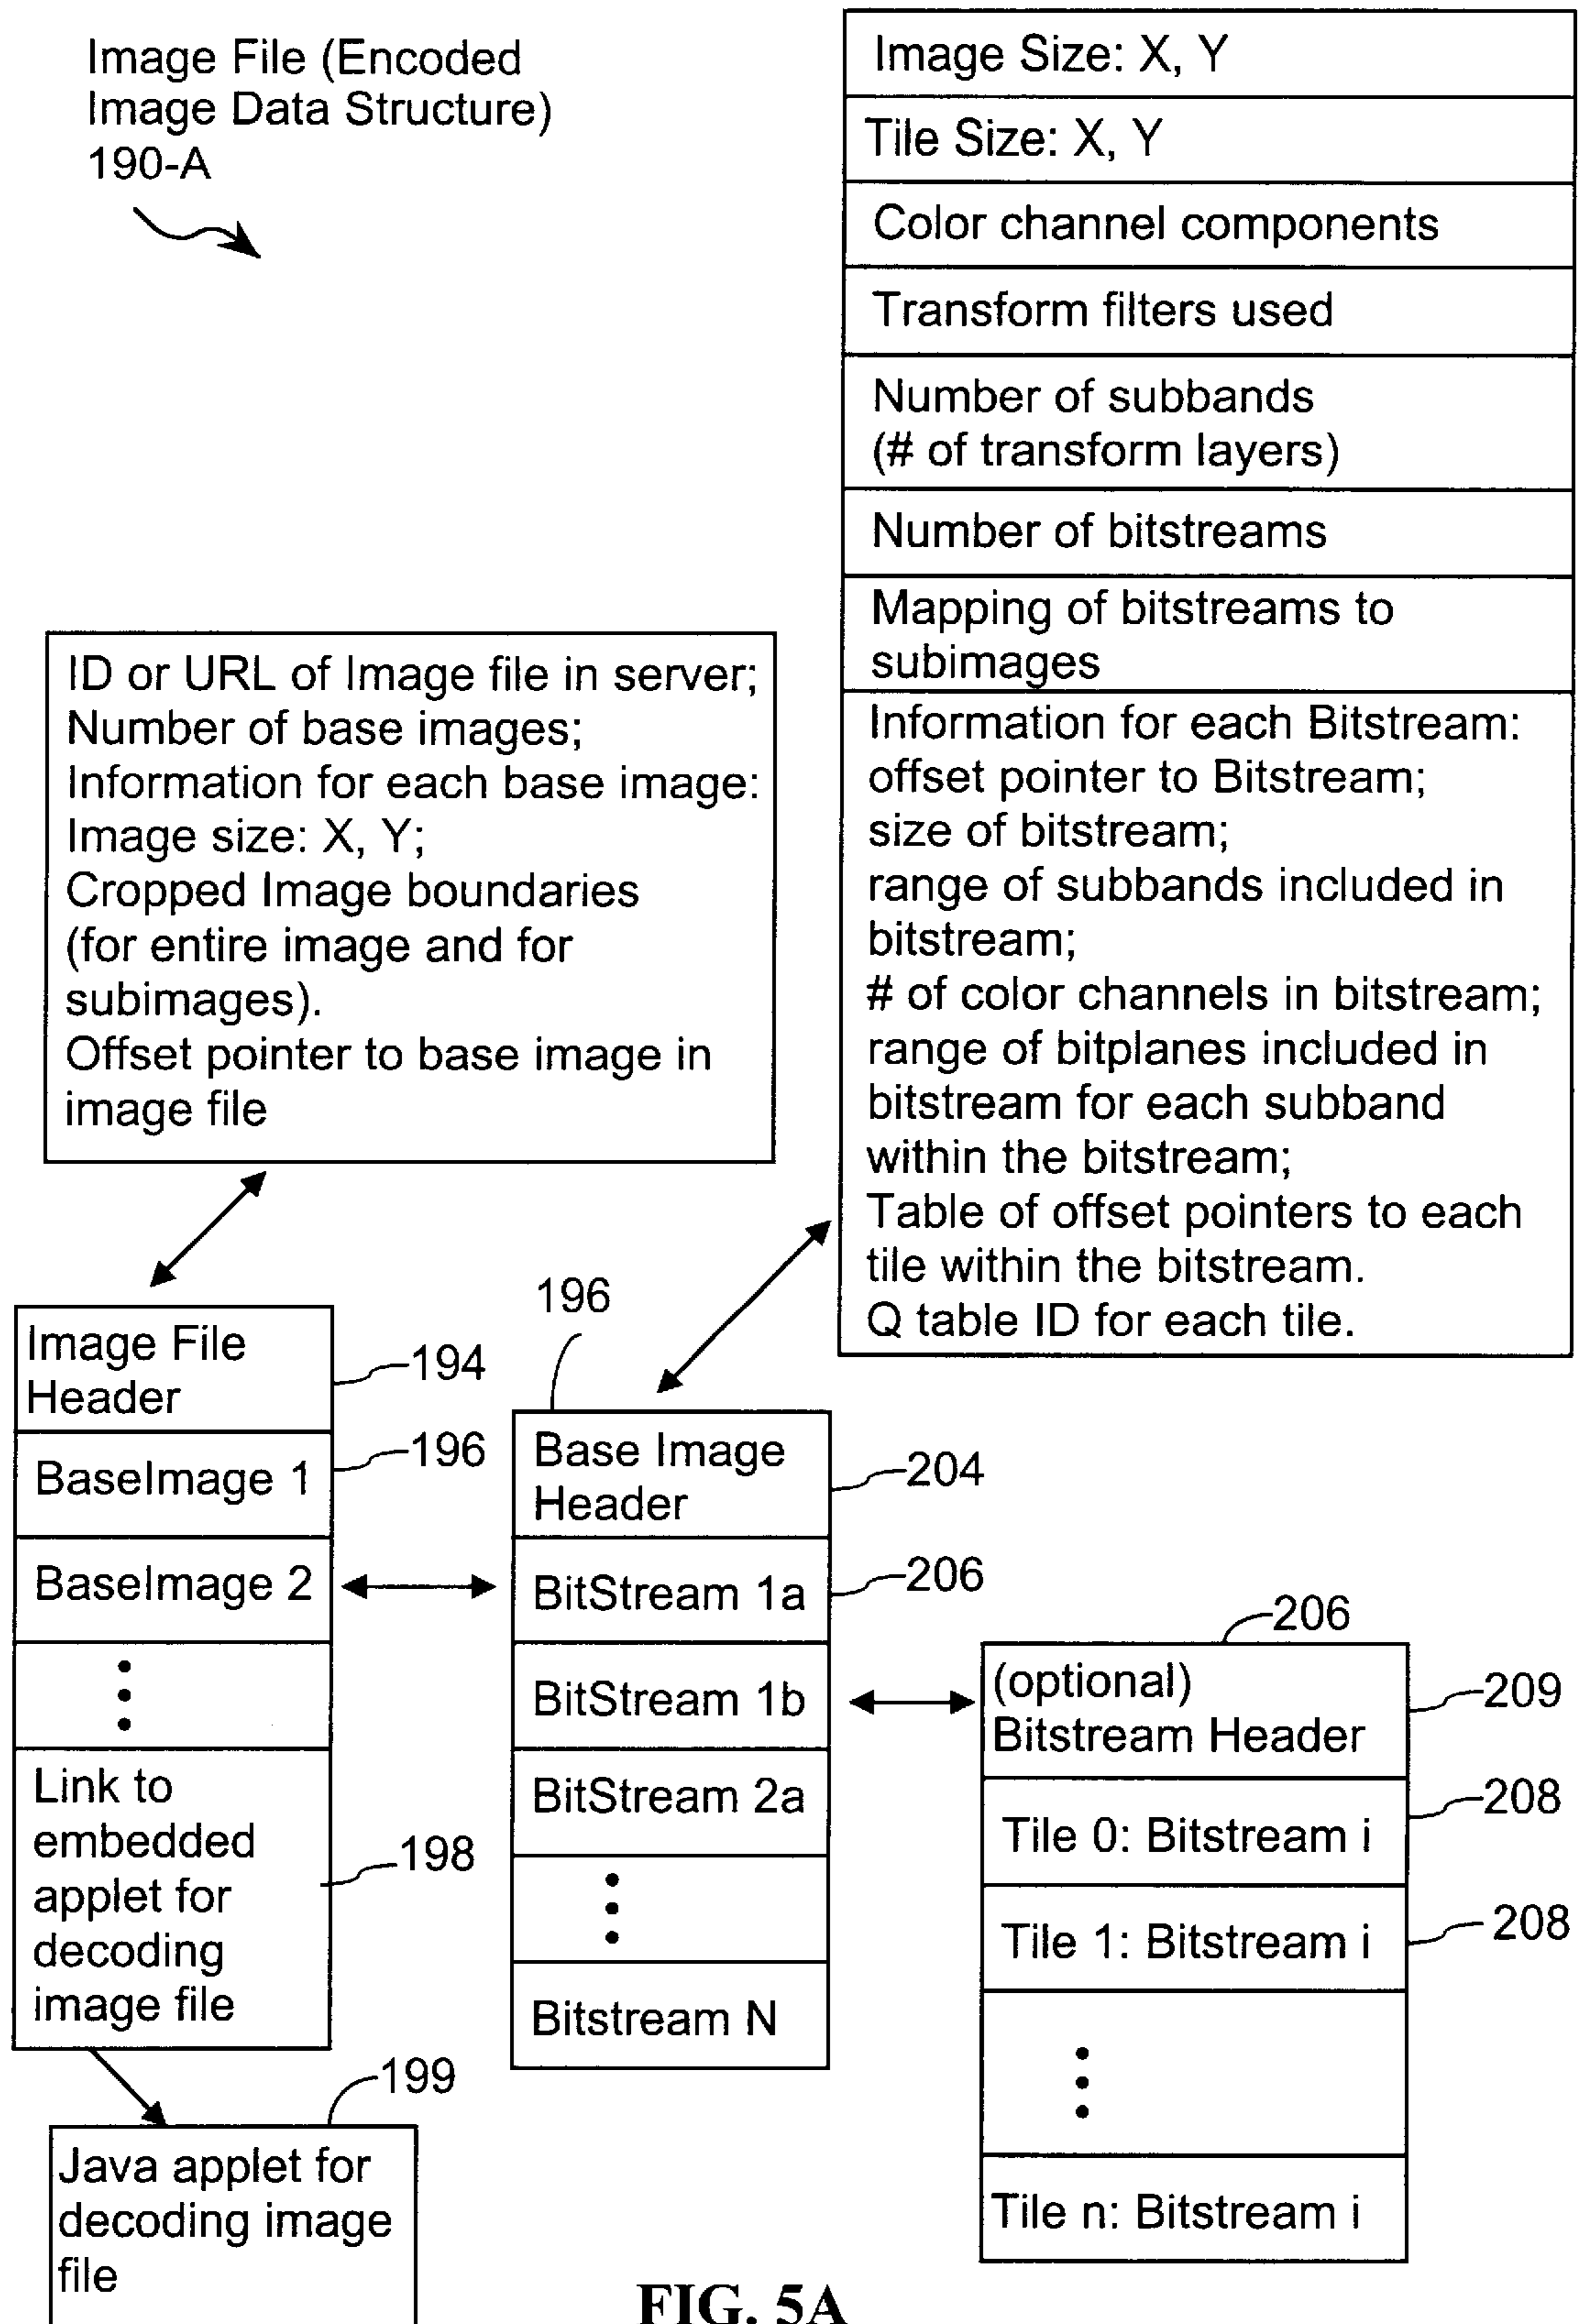 Image File (Encoded
Image Data Structure)
190-A
Image Size: X, Y
Tile Size: X, Y
Color channel components
Transform filters used
Number of subbands
(# of transform layers)
Number of bitstreams
Mapping of bitstreams to
subimages
Information for each Bitstream:
offset pointer to Bitstream;
size of bitstream;
range of subbands included in
bitstream;
# of color channels in bitstream;
range of bitplanes included in
bitstream for each subband
within the bitstream;
Table of offset pointers to each
tile within the bitstream.
Q table ID for each tile.
ID or URL of Image file in server;
Number of base images;
Information for each base image:
Image size: X, Y;
Cropped Image boundaries
(for entire image and for
subimages).
Offset pointer to base image in
image file
Image File
Header
194
BaseImage 1
196
BaseImage 2
Link to
embedded
applet for
decoding
image file
198
199
Java applet for
decoding image
file
196
Base Image
Header
204
BitStream 1a
206
BitStream 1b
BitStream 2a
Bitstream N
206
(optional)
Bitstream Header
209
Tile 0: Bitstream i
208
Tile 1: Bitstream i
208
Tile n: Bitstream i
FIG. 5A